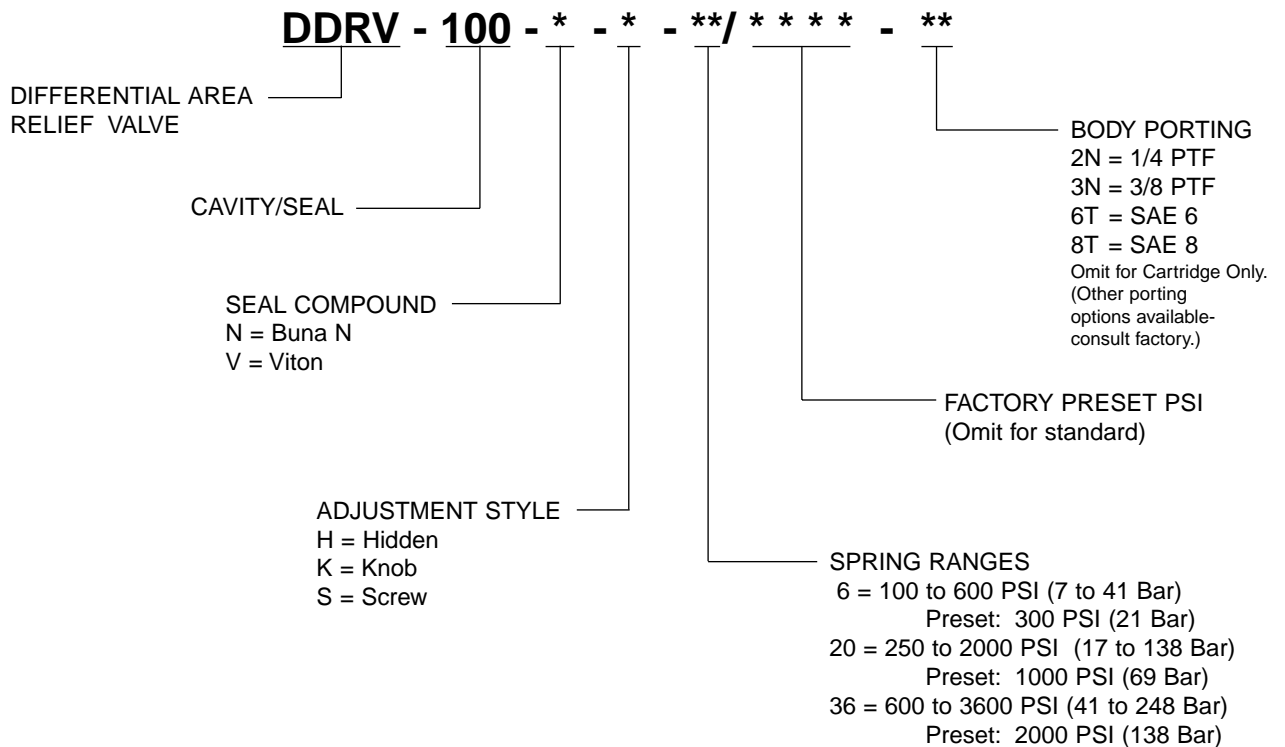 DDRV - 100 - * - * - **/ * * * * - **
DIFFERENTIAL AREA
RELIEF VALVE
CAVITY/SEAL
SEAL COMPOUND
N = Buna N
V = Viton
ADJUSTMENT STYLE
H = Hidden
K = Knob
S = Screw
BODY PORTING
2N = 1/4 PTF
3N = 3/8 PTF
6T = SAE 6
8T = SAE 8
Omit for Cartridge Only.
(Other porting
options available-
consult factory.)
FACTORY PRESET PSI
(Omit for standard)
SPRING RANGES
6 = 100 to 600 PSI (7 to 41 Bar)
Preset: 300 PSI (21 Bar)
20 = 250 to 2000 PSI (17 to 138 Bar)
Preset: 1000 PSI (69 Bar)
36 = 600 to 3600 PSI (41 to 248 Bar)
Preset: 2000 PSI (138 Bar)